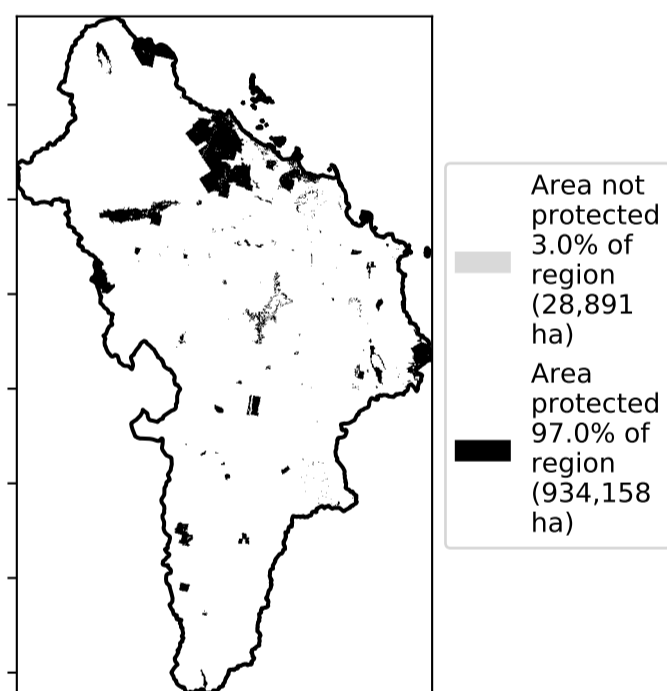 Area not
protected
3.0% of
region
(28,891
ha)
Area
protected
97.0% of
region
(934,158
ha)